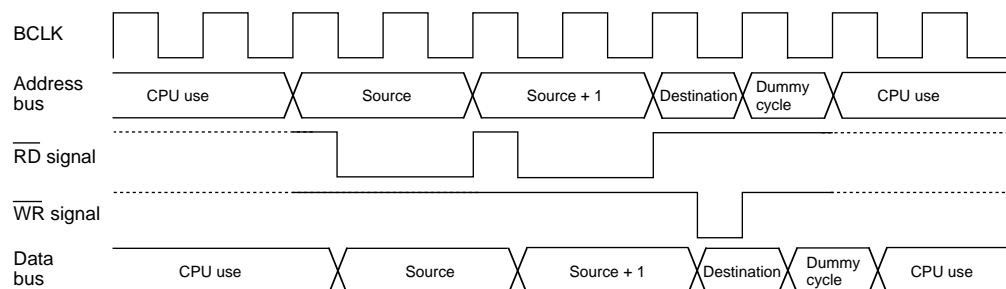 BCLK
Address
bus
CPU use
Source
Source + 1
Destination
Dummy
cycle
CPU use
RD signal
WR signal
Data
bus
CPU use
Source
Source + 1
Destination
Dummy
cycle
CPU use